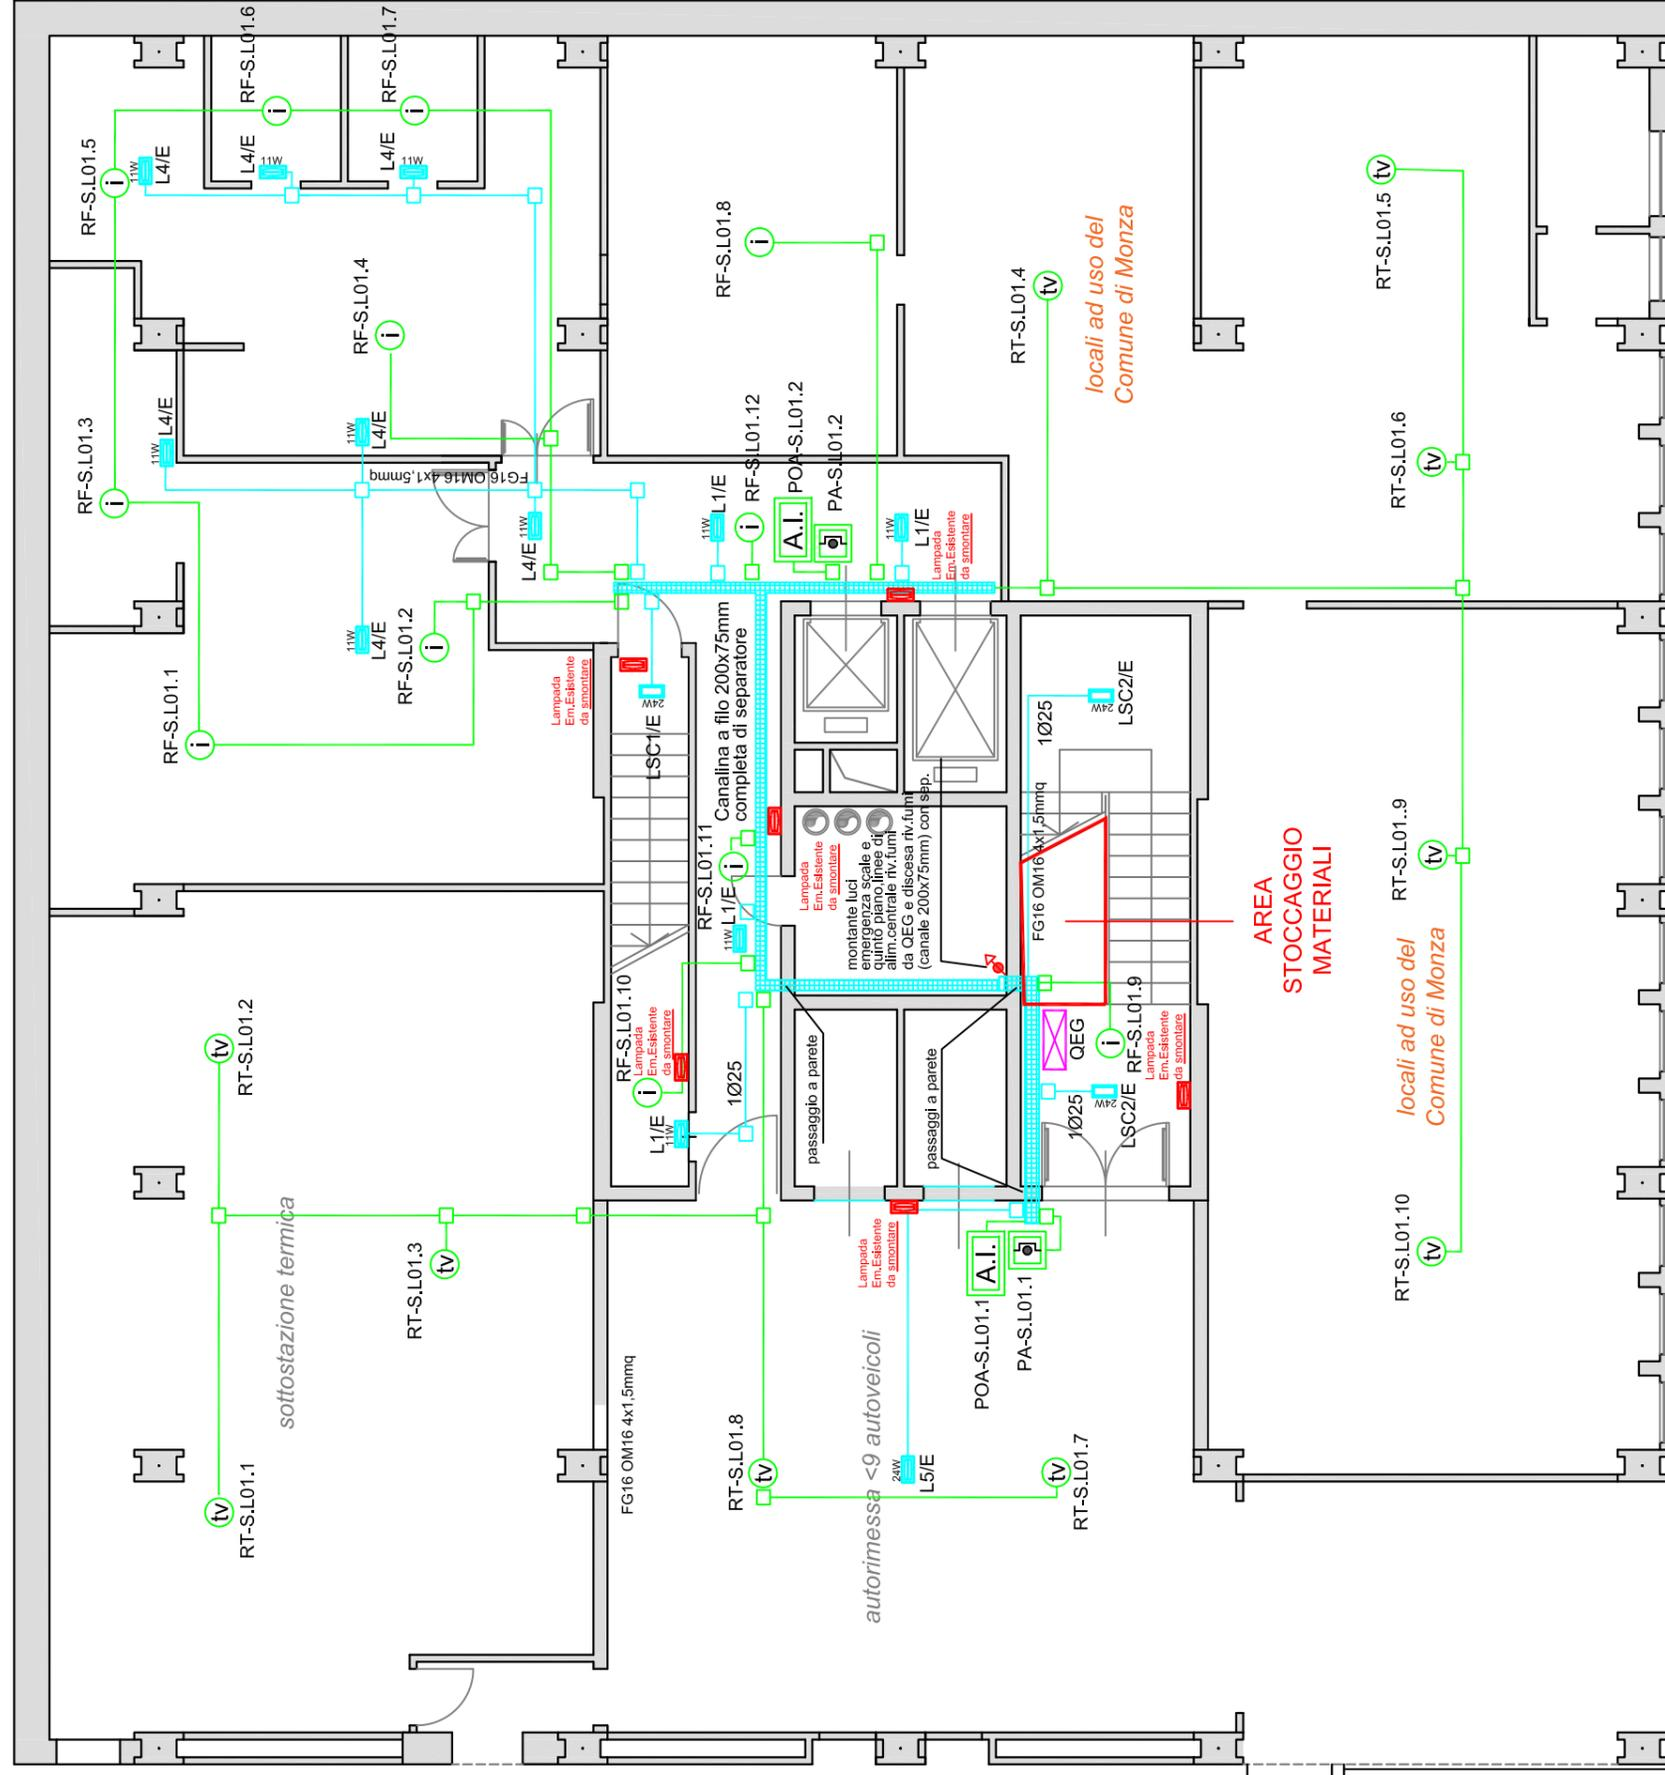 RF-S.L01.6
RF-S.L01.7
RF-S.L01.5
11W
L4/E
L4/E
11W
L4/E
11W
i
i
i
RF-S.L01.4
i
RF-S.L01.8
i
RT-S.L01.4
tv
locali ad uso del
Comune di Monza
RT-S.L01.5
tv
RF-S.L01.3
i
11W
L4/E
11W
L4/E
FG16 OM16 4x1,5mmq
11W
L4/E
11W
L1/E
RF-S.L01.12
i
POA-S.L01.2
A.I.
PA-S.L01.2
11W
L1/E
Lampada
Em.Esistente
da smontare
RT-S.L01.6
tv
RF-S.L01.1
i
11W
L4/E
RF-S.L01.2
i
Lampada
Em.Esistente
da smontare
24W
LSC1/E
Canalina a filo 200x75mm
completa di separatore
1Ø25
24W
LSC2/E
RF-S.L01.11
i
L1/E
11W
Lampada
Em.Esistente
da smontare
montante luci
emergenza scale e
quinto piano,linee di
alim.centrale riv.fumi
da QEG e discesa riv.fumi
(canale 200x75mm) con sep.
FG16 OM16 4x1,5mmq
AREA
STOCCAGGIO
MATERIALI
RT-S.L01.9
tv
locali ad uso del
Comune di Monza
RT-S.L01.2
tv
RF-S.L01.10
i
Lampada
Em.Esistente
da smontare
1Ø25
L1/E
11W
passaggio a parete
passaggi a parete
QEG
i
RF-S.L01.9
Lampada
Em.Esistente
da smontare
1Ø25
24W
LSC2/E
sottostazione termica
RT-S.L01.3
tv
Lampada
Em.Esistente
da smontare
A.I.
POA-S.L01.1
PA-S.L01.1
RT-S.L01.10
tv
RT-S.L01.1
tv
FG16 OM16 4x1,5mmq
RT-S.L01.8
tv
autorimessa <9 autoveicoli
24W
L5/E
tv
RT-S.L01.7